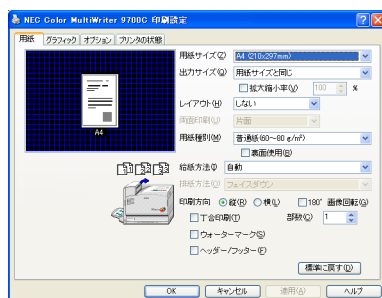 NEC Color MultiWriter 9700C 印刷設定
用紙 グラフィック オプション プリンタの状態
用紙サイズ(Z) A4 (210x297mm)
出力サイズ(Q) 用紙サイズと同じ
拡大縮小率(V) 100 %
レイアウト(H) しない
両面印刷(U) 片面
用紙種別(M) 普通紙(60~80 g/m²)
裏面使用(B)
A4
給紙方法(I) 自動
排紙方法(O) フェイスダウン
印刷方向 縦(R) 横(L) 180° 画像回転(G)
丁合印刷(T) 部数(C) 1
ウォーターマーク(S)
ヘッダー/フッター(F)
標準に戻す(D)
OK キャンセル 適用(A) ヘルプ